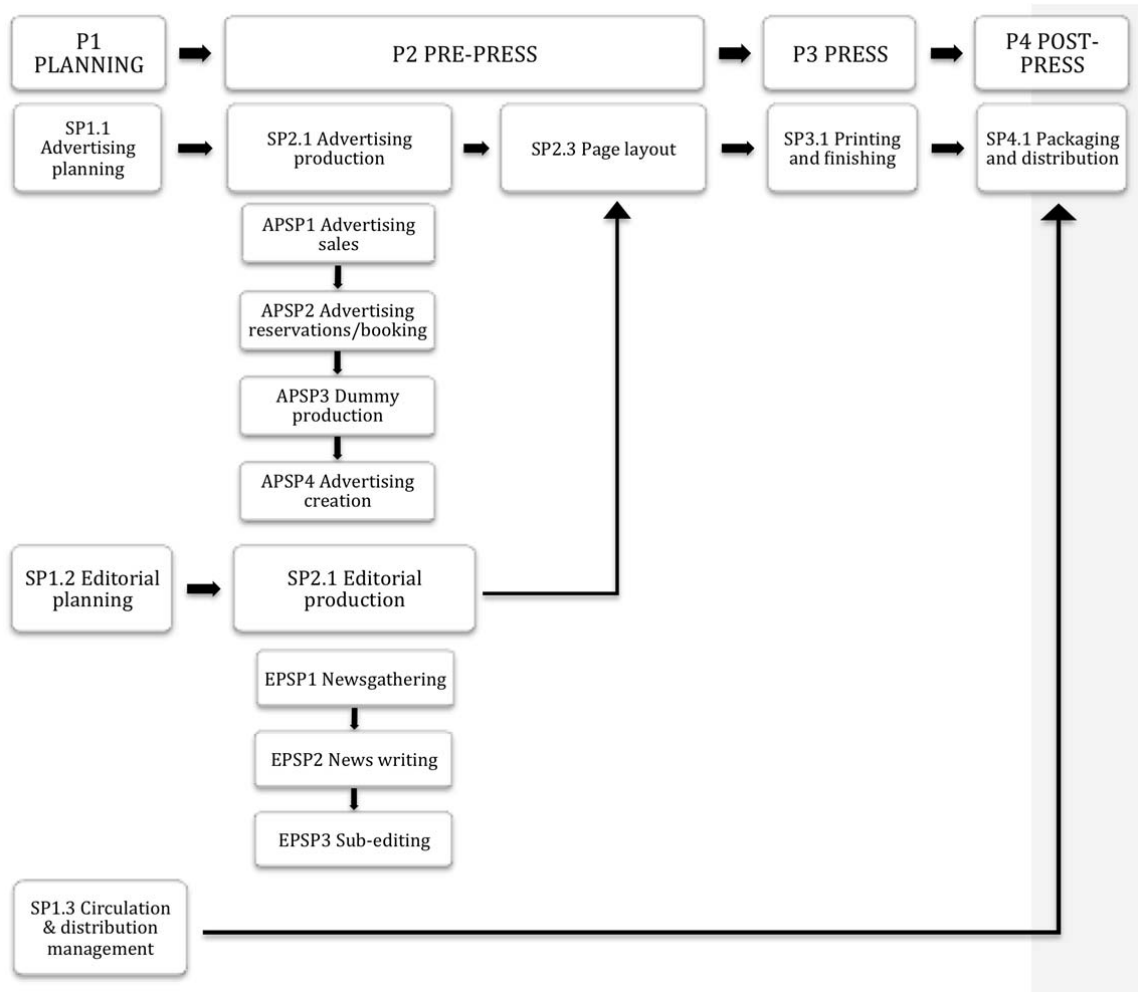 P1
PLANNING
P2 PRE-PRESS
P3 PRESS
P4 POST-
PRESS
SP1.1
Advertising
planning
SP2.1 Advertising
production
SP2.3 Page layout
SP3.1 Printing
and finishing
SP4.1 Packaging
and distribution
APSP1 Advertising
sales
APSP2 Advertising
reservations/booking
APSP3 Dummy
production
APSP4 Advertising
creation
SP1.2 Editorial
planning
SP2.1 Editorial
production
EPSP1 Newsgathering
EPSP2 News writing
EPSP3 Sub-editing
SP1.3 Circulation
& distribution
management